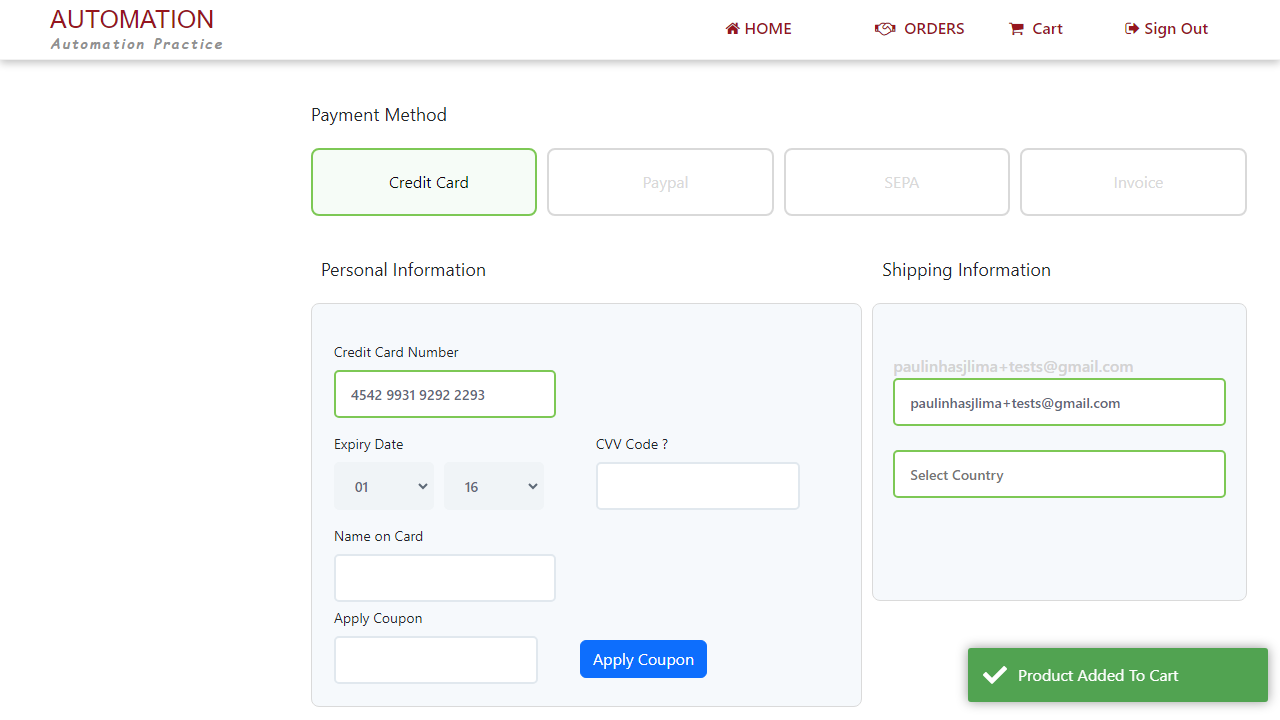 AUTOMATION
Automation Practice
HOME
ORDERS
Cart
Sign Out
Payment Method
Credit Card
Paypal
SEPA
Invoice
Personal Information
Shipping Information
Credit Card Number
4542 9931 9292 2293
Expiry Date
CVV Code ?
01
16
Name on Card
Apply Coupon
Apply Coupon
paulinhasjlima+tests@gmail.com
paulinhasjlima+tests@gmail.com
Select Country
Product Added To Cart